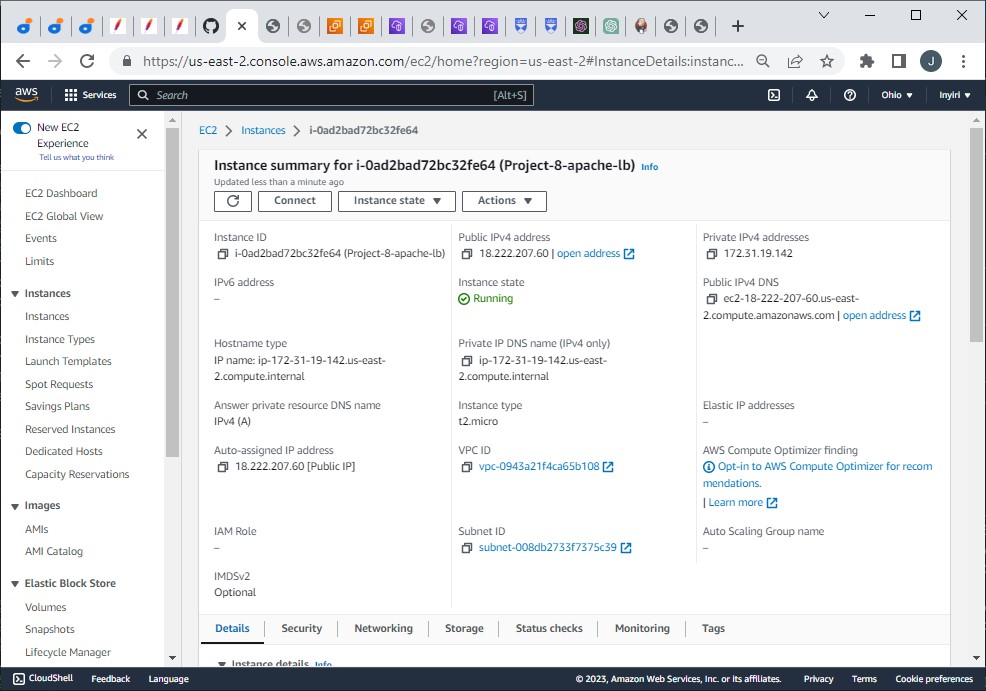 https://us-east-2.console.aws.amazon.com/ec2/home?region=us-east-2#InstanceDetails:instanc...
J
aws
Services
Search
[Alt+S]
Ohio
Inyiri
New EC2
Experience
Tell us what you think
EC2 Dashboard
EC2 Global View
Events
Limits
Instances
Instances
Instance Types
Launch Templates
Spot Requests
Savings Plans
Reserved Instances
Dedicated Hosts
Capacity Reservations
Images
AMIs
AMI Catalog
Elastic Block Store
Volumes
Snapshots
Lifecycle Manager
EC2 > Instances > i-0ad2bad72bc32fe64
Instance summary for i-0ad2bad72bc32fe64 (Project-8-apache-lb) Info
Updated less than a minute ago
Connect
Instance state
Actions
Instance ID
i-0ad2bad72bc32fe64 (Project-8-apache-lb)
Public IPv4 address
18.222.207.60 | open address
Private IPv4 addresses
172.31.19.142
IPv6 address
–
Instance state
Running
Public IPv4 DNS
ec2-18-222-207-60.us-east-
2.compute.amazonaws.com | open address
Hostname type
IP name: ip-172-31-19-142.us-east-
2.compute.internal
Private IP DNS name (IPv4 only)
ip-172-31-19-142.us-east-
2.compute.internal
Answer private resource DNS name
IPv4 (A)
Instance type
t2.micro
Elastic IP addresses
–
Auto-assigned IP address
18.222.207.60 [Public IP]
VPC ID
vpc-0943a21f4ca65b108
AWS Compute Optimizer finding
Opt-in to AWS Compute Optimizer for recom
mendations.
| Learn more
IAM Role
–
Subnet ID
subnet-008db2733f7375c39
Auto Scaling Group name
–
IMDSv2
Optional
Details
Security
Networking
Storage
Status checks
Monitoring
Tags
Instance details Info
CloudShell
Feedback
Language
© 2023, Amazon Web Services, Inc. or its affiliates.
Privacy
Terms
Cookie preferences